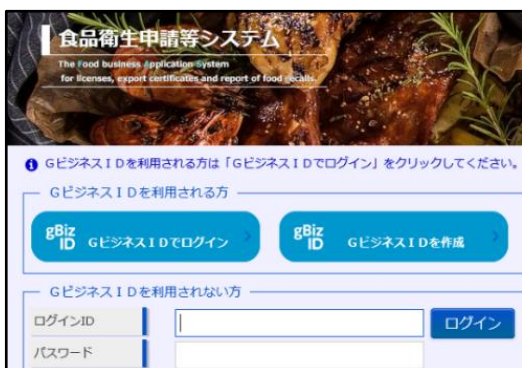 食品衛生申請等システム
The Food business Application System
for licenses, export certificates and report of food recalls.
GビジネスIDを利用される方は「GビジネスIDでログイン」をクリックしてください。
GビジネスIDを利用される方
gBiz ID GビジネスIDでログイン
gBiz ID GビジネスIDを作成
GビジネスIDを利用されない方
ログインID
ログイン
パスワード